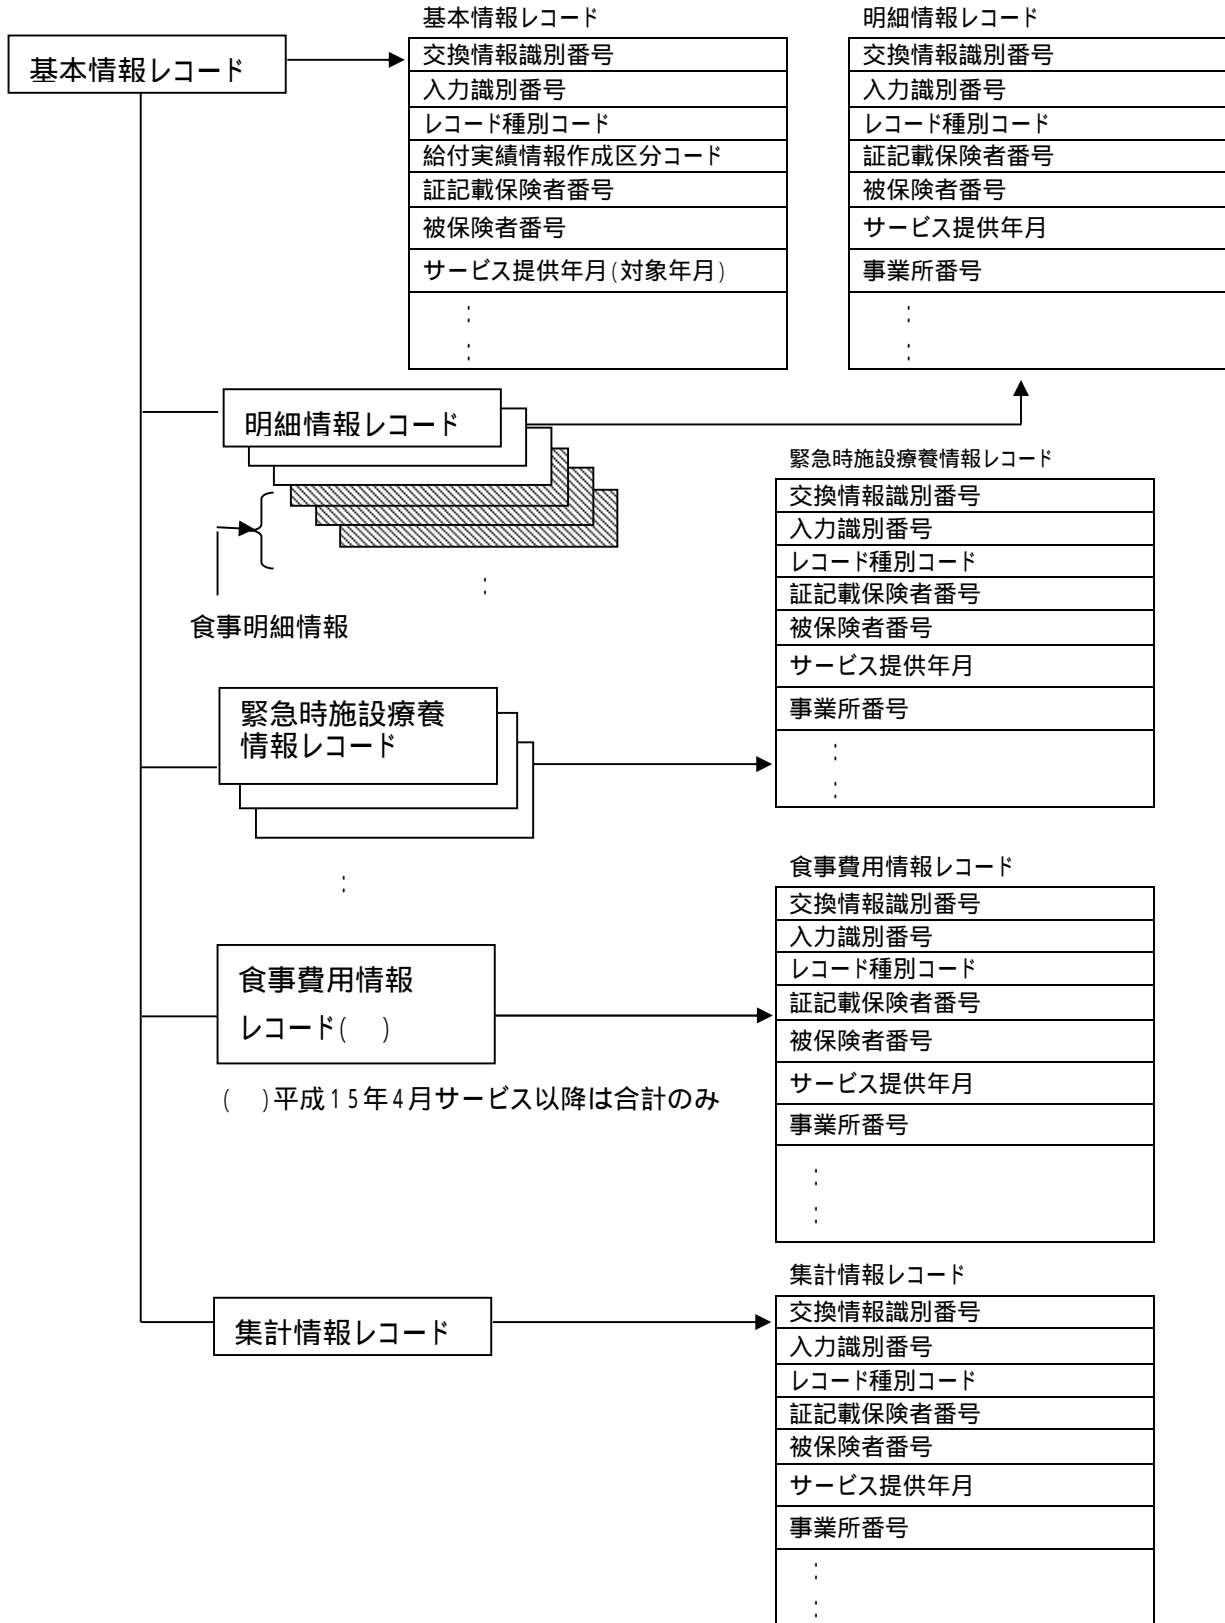 基本情報レコード
基本情報レコード
交換情報識別番号
入力識別番号
レコード種別コード
給付実績情報作成区分コード
証記載保険者番号
被保険者番号
サービス提供年月(対象年月)
:
:
明細情報レコード
交換情報識別番号
入力識別番号
レコード種別コード
証記載保険者番号
被保険者番号
サービス提供年月
事業所番号
:
:
明細情報レコード
:
食事明細情報
緊急時施設療養情報レコード
交換情報識別番号
入力識別番号
レコード種別コード
証記載保険者番号
被保険者番号
サービス提供年月
事業所番号
:
:
緊急時施設療養
情報レコード
:
食事費用情報レコード
交換情報識別番号
入力識別番号
レコード種別コード
証記載保険者番号
被保険者番号
サービス提供年月
事業所番号
:
:
食事費用情報
レコード(　)
(　)平成15年4月サービス以降は合計のみ
集計情報レコード
集計情報レコード
交換情報識別番号
入力識別番号
レコード種別コード
証記載保険者番号
被保険者番号
サービス提供年月
事業所番号
:
: